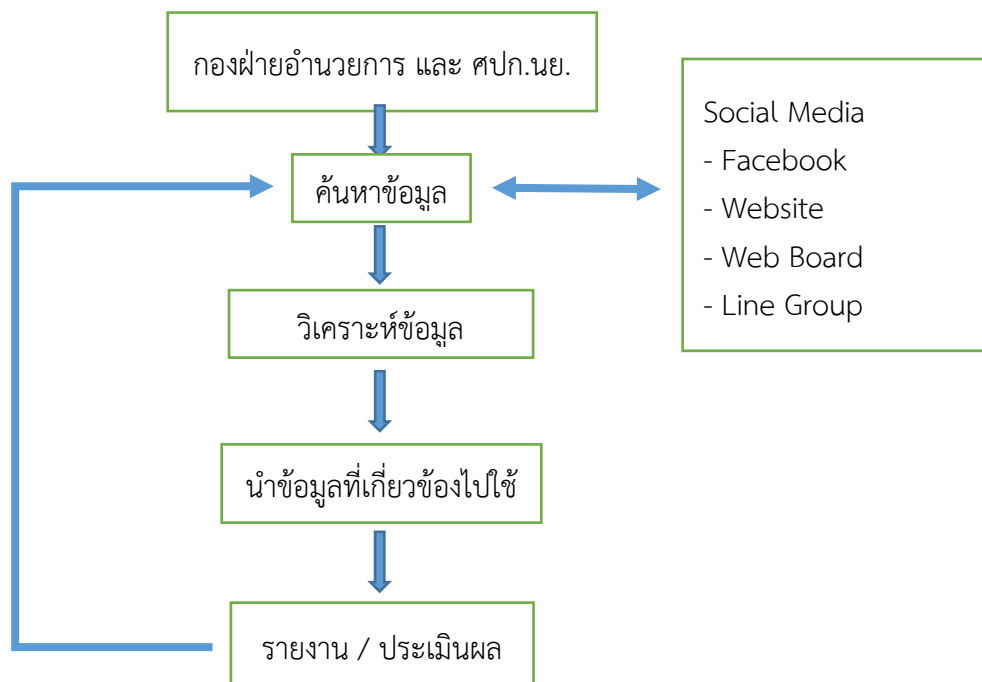 กองฝ่ายอำนวยการ และ ศปก.นย.
ค้นหาข้อมูล
Social Media
- Facebook
- Website
- Web Board
- Line Group
วิเคราะห์ข้อมูล
นำข้อมูลที่เกี่ยวข้องไปใช้
รายงาน / ประเมินผล